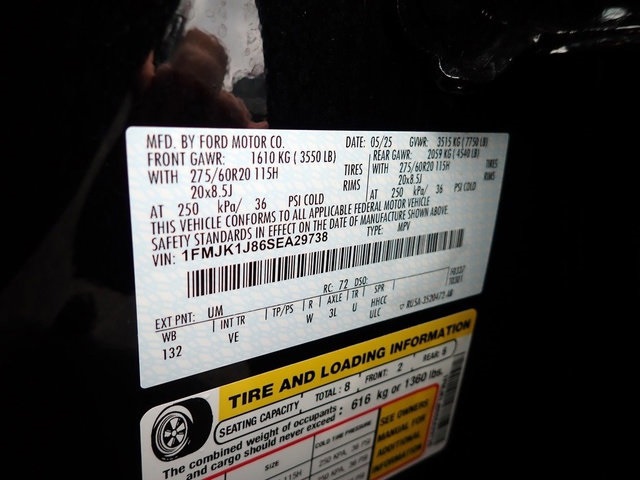 MFD. BY FORD MOTOR CO. DATE: 05/25 GVWR: 3515 KG ( 7750 LB)
FRONT GAWR: 1610 KG ( 3550 LB) REAR GAWR: 2059 KG ( 4540 LB)
WITH 275/60R20 115H TIRES WITH 275/60R20 115H TIRES
20x8.5J RIMS 20x8.5J RIMS
AT 250 kPa/ 36 PSI COLD AT 250 kPa/ 36 PSI COLD
THIS VEHICLE CONFORMS TO ALL APPLICABLE FEDERAL MOTOR VEHICLE
SAFETY STANDARDS IN EFFECT ON THE DATE OF MANUFACTURE SHOWN ABOVE.
VIN: 1FMJK1J86SEA29738 TYPE: MPV
EXT PNT: UM RC: 72 DSO:
WB INT TR TP/PS R AXLE TR SPR
132 VE W 3L U HHCC
ULC
TIRE AND LOADING INFORMATION
SEATING CAPACITY TOTAL: 8 FRONT: 2 REAR: 6
The combined weight of occupants
and cargo should never exceed : 616 kg or 1360 lbs.
SIZE COLD TIRE PRESSURE
SEE OWNERS
MANUAL FOR
ADDITIONAL
INFORMATION